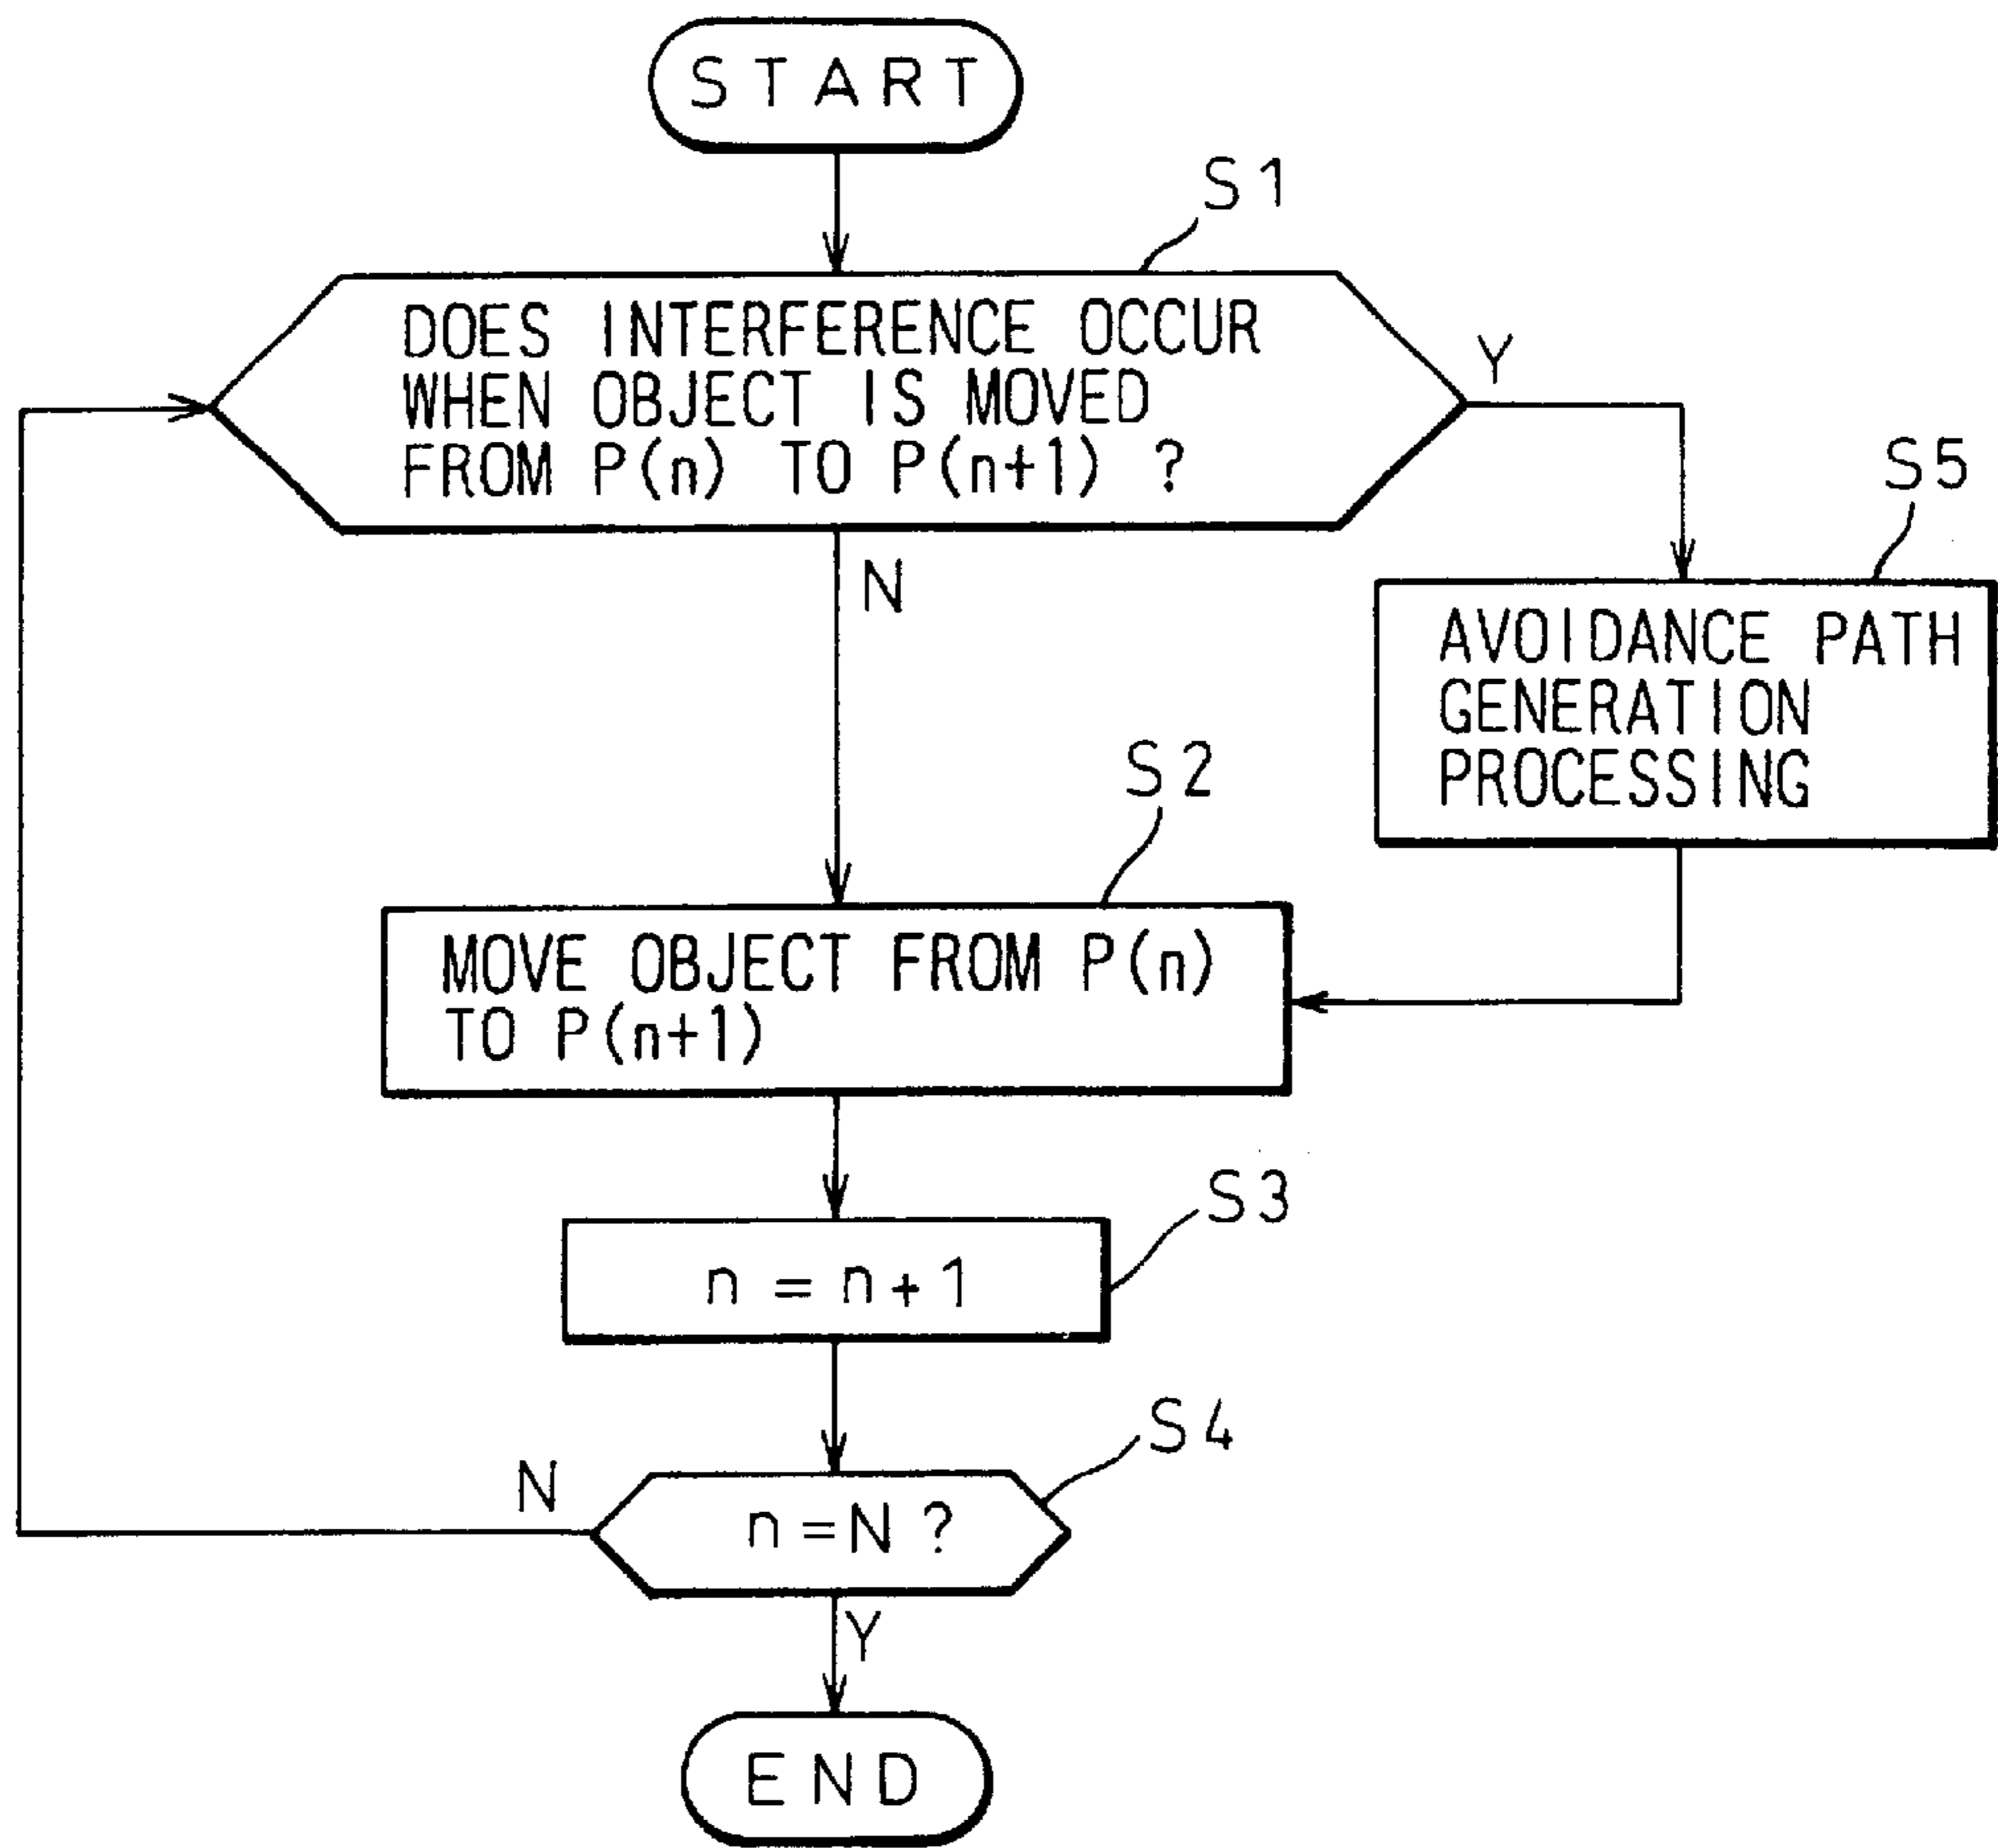 START
S1
DOES INTERFERENCE OCCUR
WHEN OBJECT IS MOVED
FROM P(n) TO P(n+1) ?
Y
N
S5
AVOIDANCE PATH
GENERATION
PROCESSING
S2
MOVE OBJECT FROM P(n)
TO P(n+1)
S3
n=n+1
S4
N
n=N?
Y
END